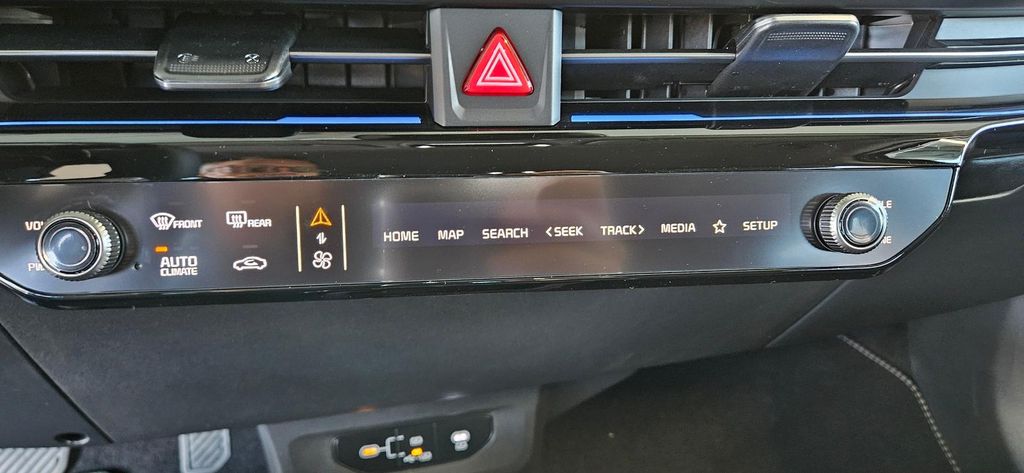 FRONT
REAR
AUTO
CLIMATE
HOME MAP SEARCH <SEEK TRACK> MEDIA ☆ SETUP